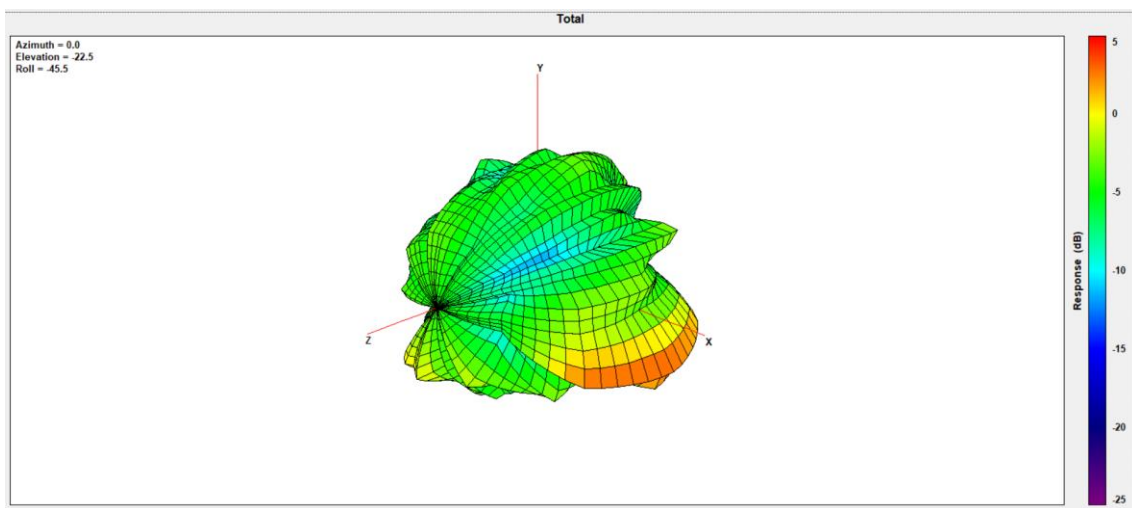 Total
Azimuth = 0.0
Elevation = -22.5
Roll = -45.5
Y
Z
X
5
0
-5
-10
-15
-20
-25
Response (dB)